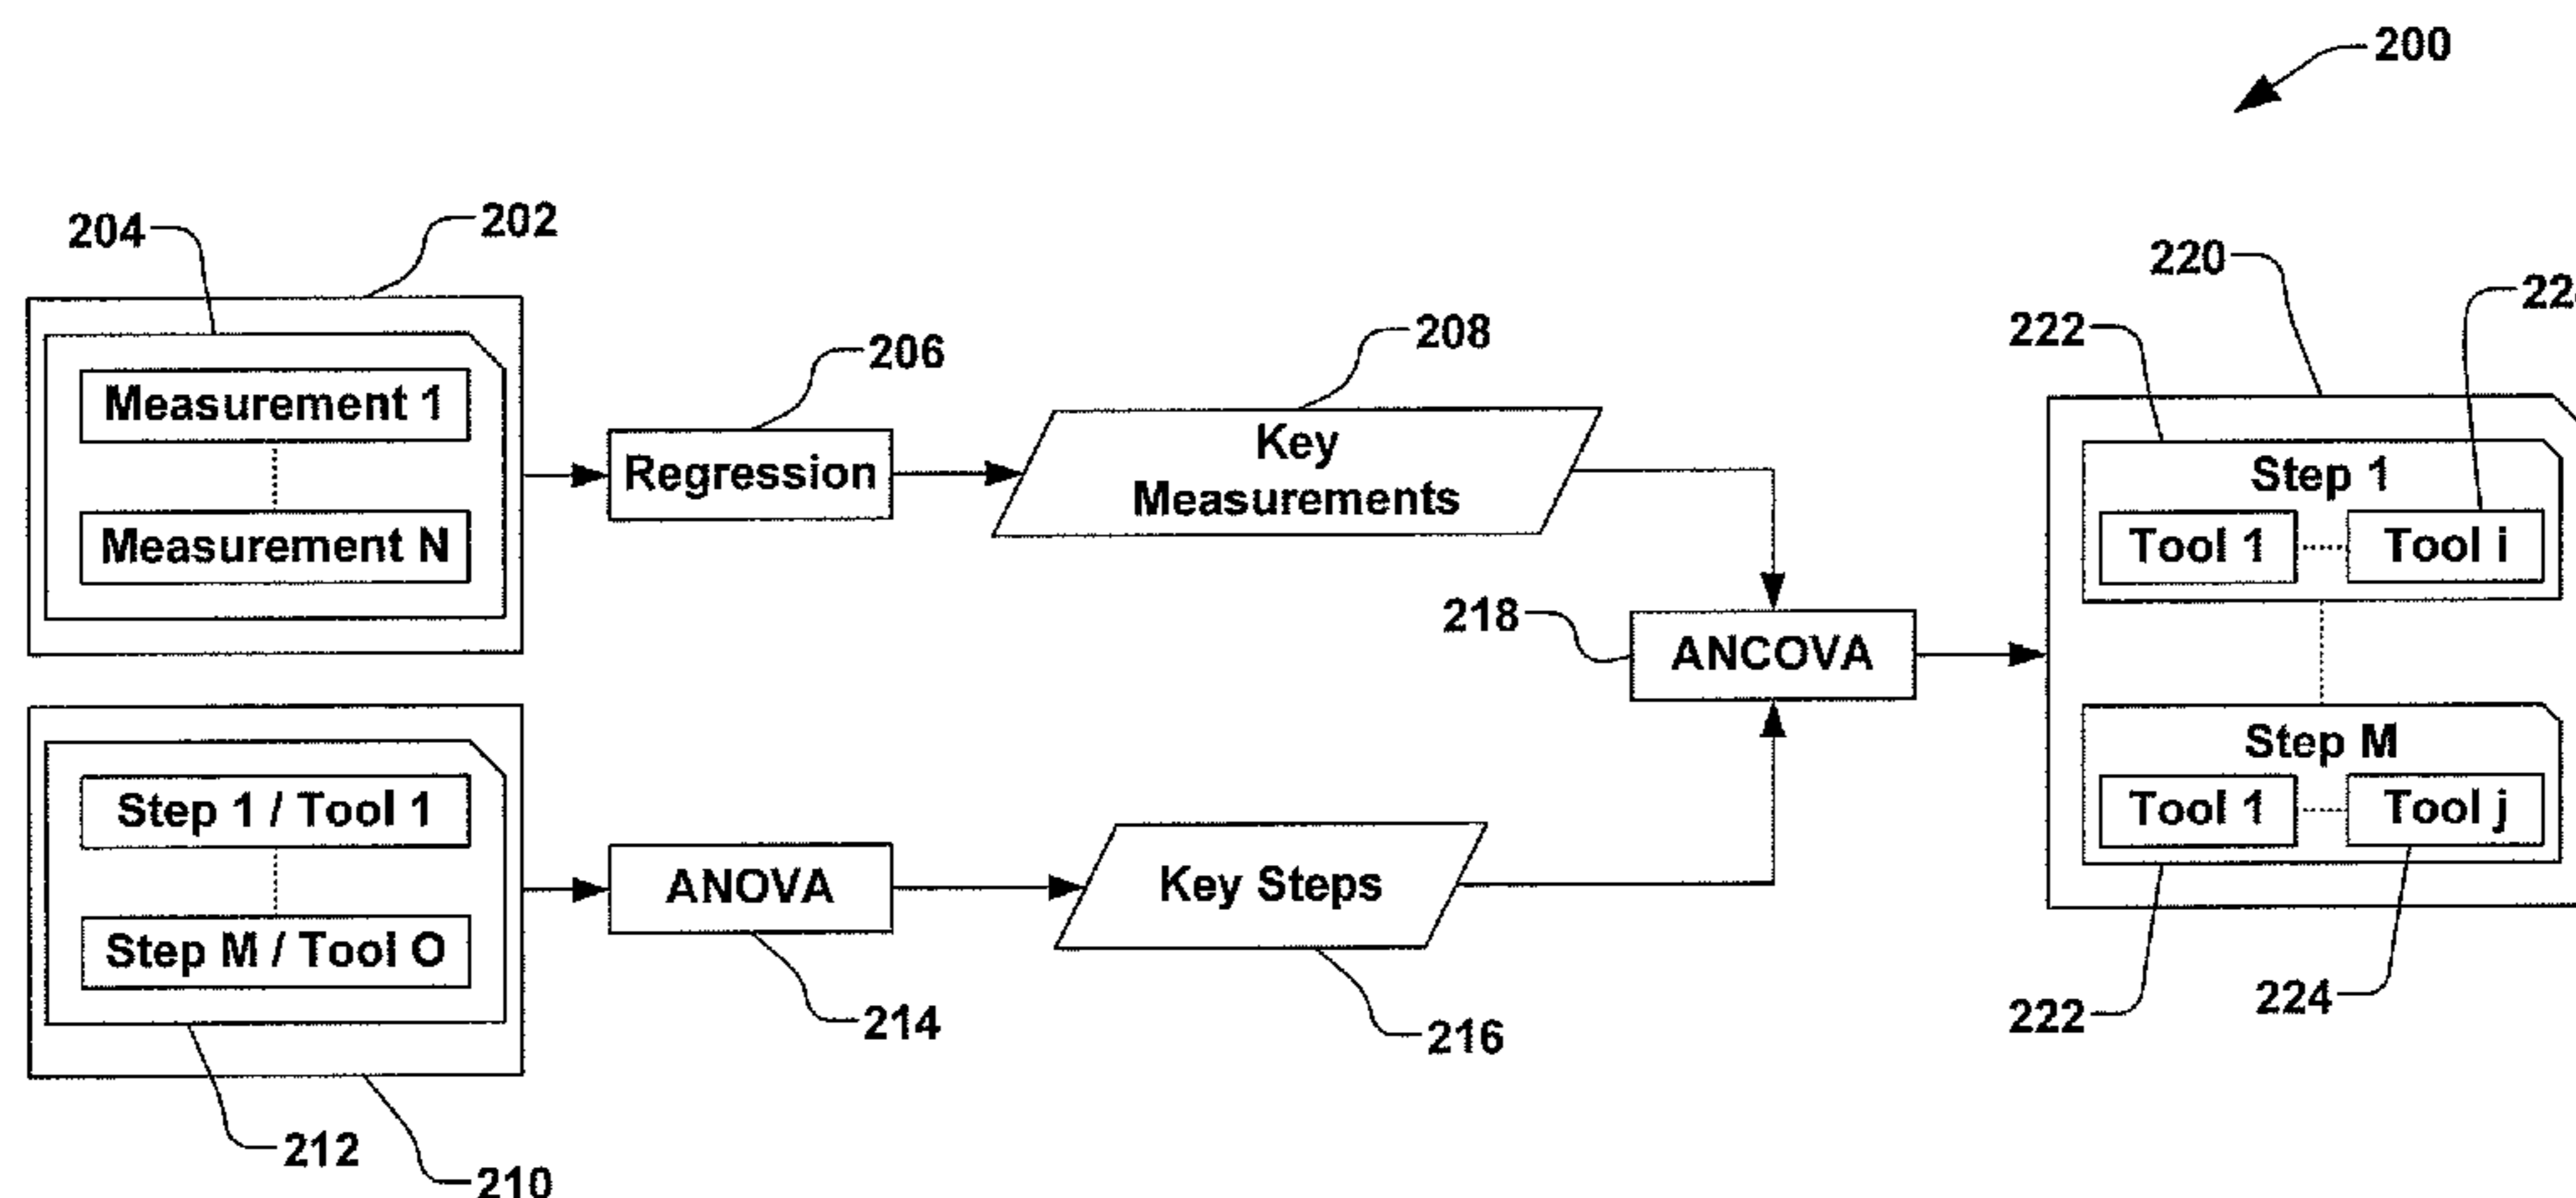 200
204
202
220
222
206
208
Measurement 1
Measurement N
Regression
Key
Measurements
Step 1
Tool 1
Tool i
218
ANCOVA
Step 1 / Tool 1
Step M / Tool O
ANOVA
Key Steps
Step M
Tool 1
Tool j
214
216
222
224
212
210